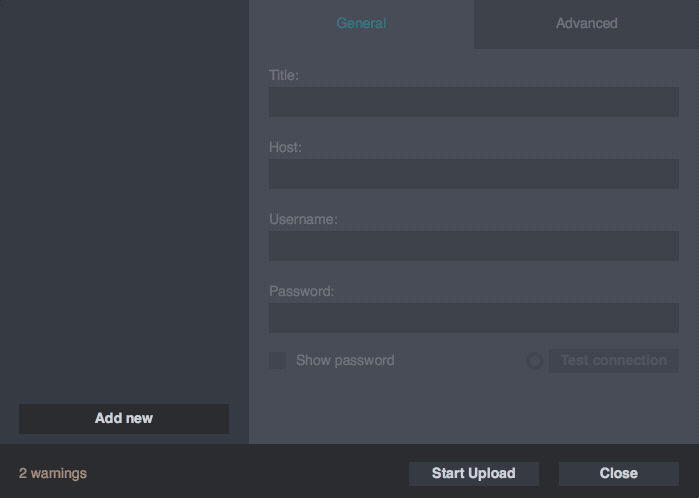 General
Advanced
Title:
Host:
Username:
Password:
Show password
Test connection
Add new
2 warnings
Start Upload
Close